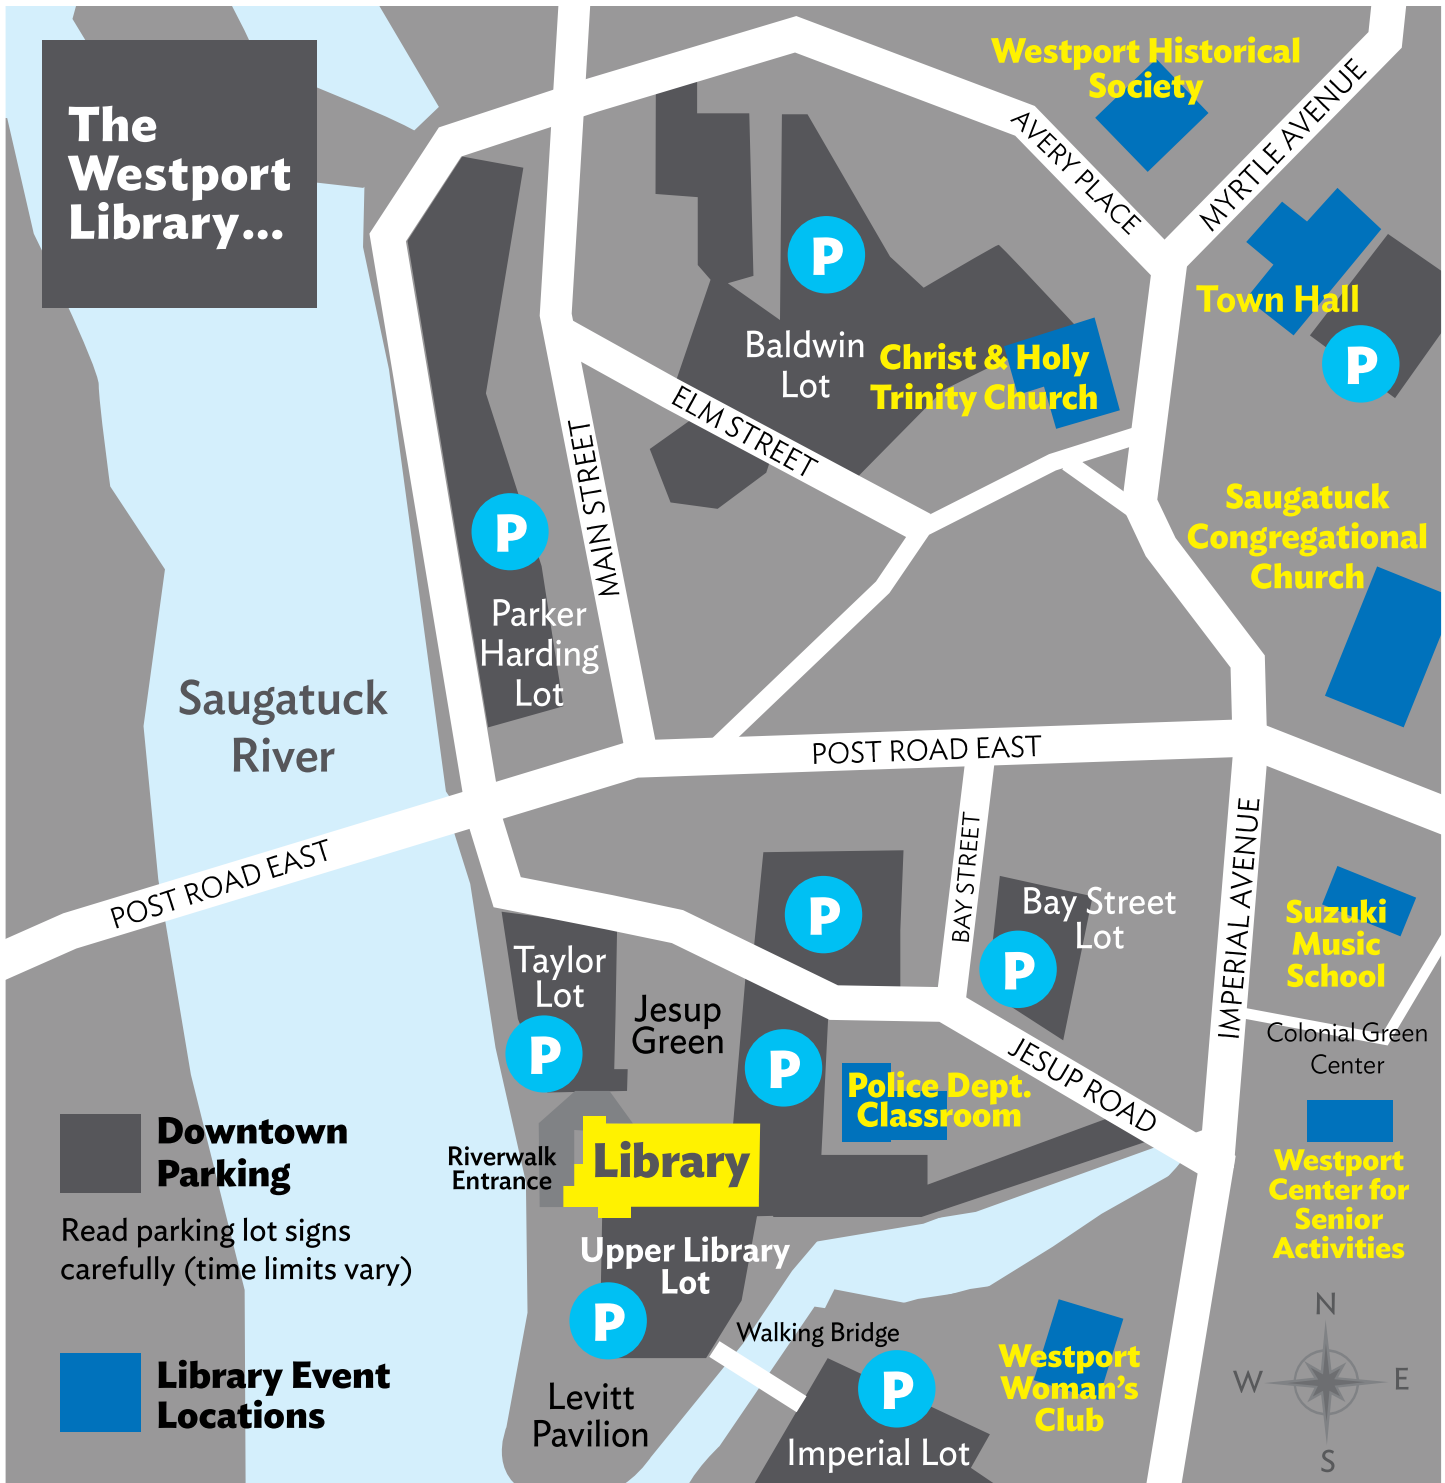 The
Westport
Library...
Westport Historical
Society
AVERY PLACE
MYRTLE AVENUE
P
Town Hall
P
Baldwin
Lot
Christ & Holy
Trinity Church
ELM STREET
MAIN STREET
P
Parker
Harding
Lot
Saugatuck
Congregational
Church
Saugatuck
River
POST ROAD EAST
POST ROAD EAST
BAY STREET
IMPERIAL AVENUE
P
Bay Street
Lot
P
Suzuki
Music
School
Taylor
Lot
P
Jesup
Green
P
Colonial Green
Center
JESUP ROAD
Police Dept.
Classroom
Riverwalk
Entrance
Library
Westport
Center for
Senior
Activities
Downtown
Parking
Read parking lot signs
carefully (time limits vary)
Upper Library
Lot
P
Walking Bridge
Library Event
Locations
Levitt
Pavilion
P
Imperial Lot
Westport
Woman's
Club
N
W
E
S